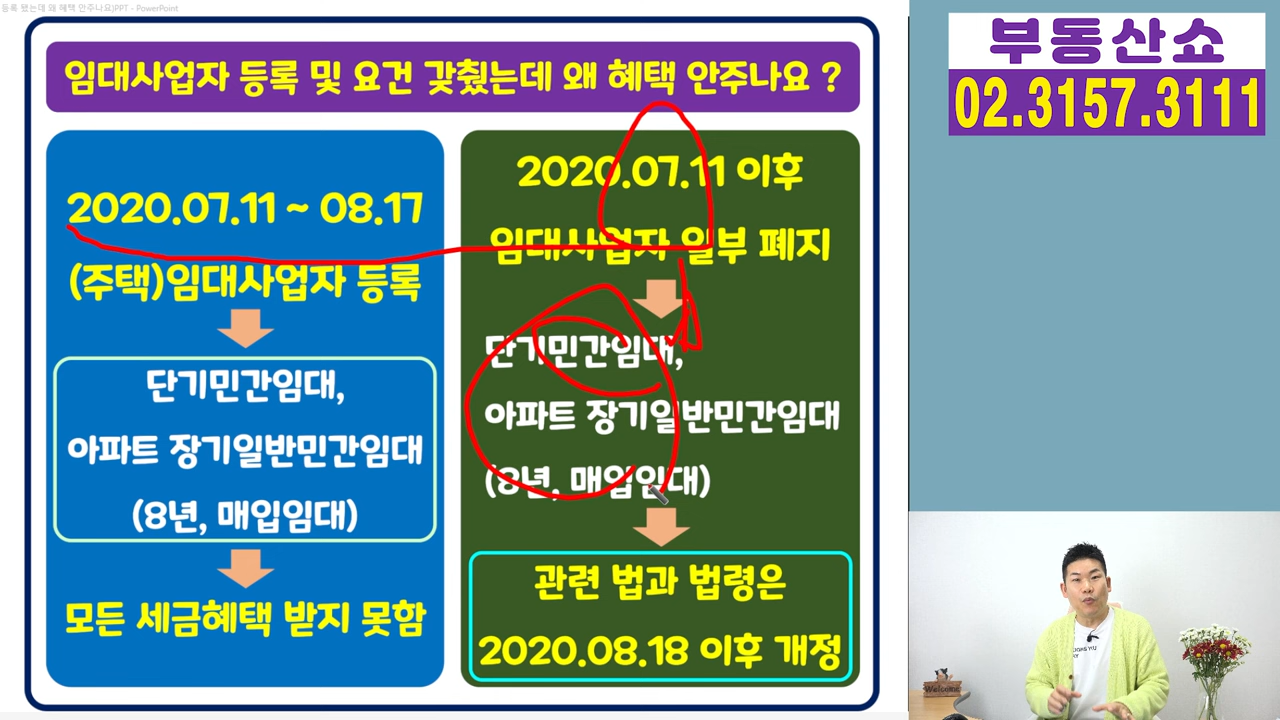 등록 됐는데 왜 혜택 안주나요)PPT - PowerPoint
임대사업자 등록 및 요건 갖췄는데 왜 혜택 안주나요 ?
2020.07.11 ~ 08.17
(주택)임대사업자 등록
단기민간임대,
아파트 장기일반민간임대
(8년, 매입임대)
모든 세금혜택 받지 못함
2020.07.11 이후
임대사업자 일부 폐지
단기민간임대,
아파트 장기일반민간임대
(8년, 매입임대)
관련 법과 법령은
2020.08.18 이후 개정
부동산쇼
02.3157.3111
Welcome